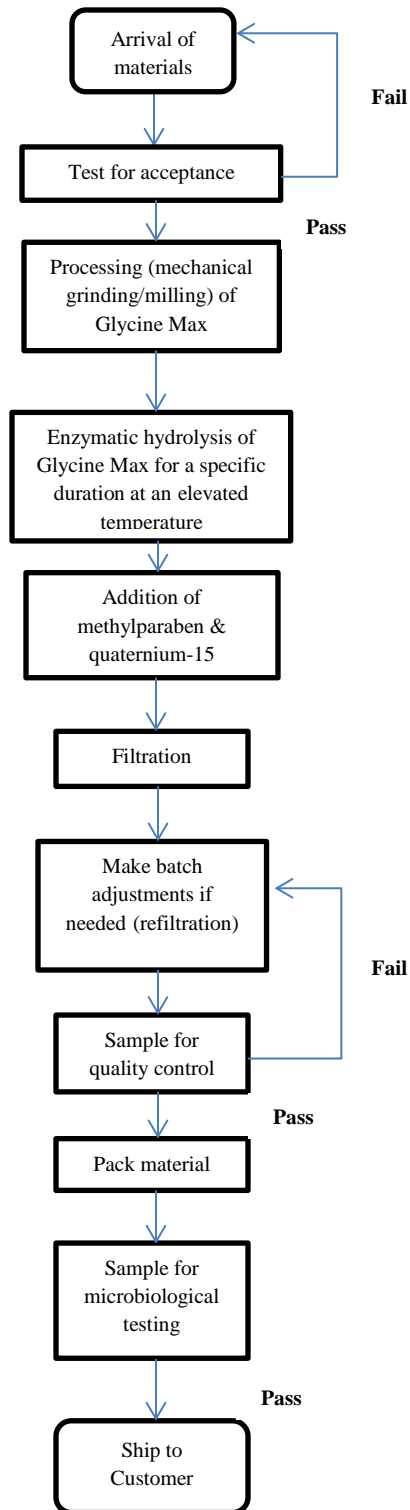 Arrival of
materials
Fail
Test for acceptance
Pass
Processing (mechanical
grinding/milling) of
Glycine Max
Enzymatic hydrolysis of
Glycine Max for a specific
duration at an elevated
temperature
Addition of
methylparaben &
quaternium-15
Filtration
Make batch
adjustments if
needed (refiltration)
Fail
Sample for
quality control
Pass
Pack material
Sample for
microbiological
testing
Pass
Ship to
Customer